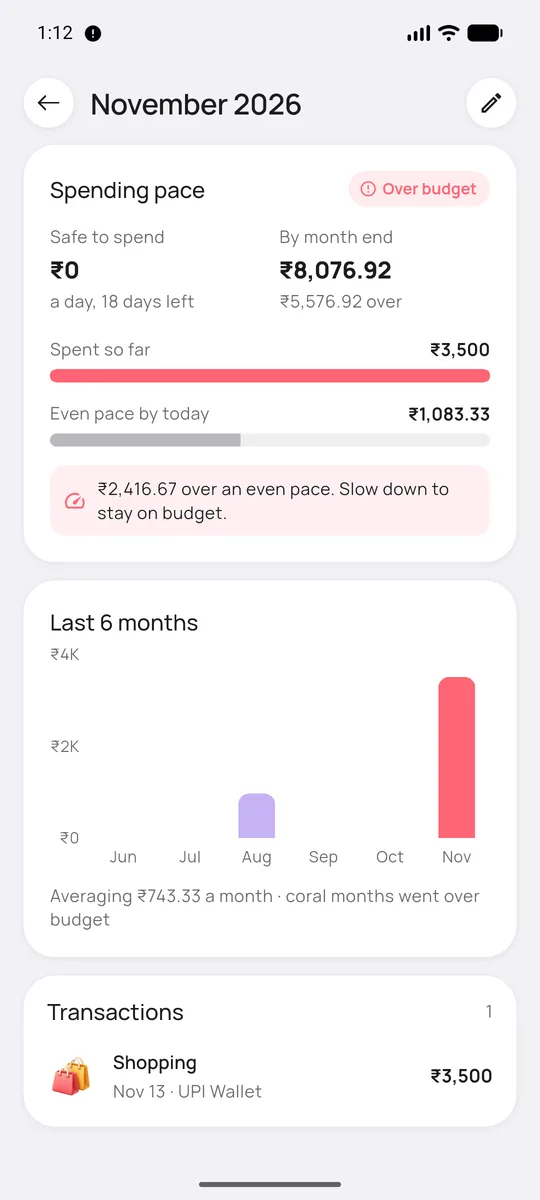 1:12
November 2026
Spending pace
Over budget
Safe to spend
By month end
₹0
₹8,076.92
a day, 18 days left
₹5,576.92 over
Spent so far
₹3,500
Even pace by today
₹1,083.33
₹2,416.67 over an even pace. Slow down to
stay on budget.
Last 6 months
₹4K
₹2K
₹0
Jun Jul Aug Sep Oct Nov
Averaging ₹743.33 a month · coral months went over
budget
Transactions
1
Shopping
₹3,500
Nov 13 · UPI Wallet